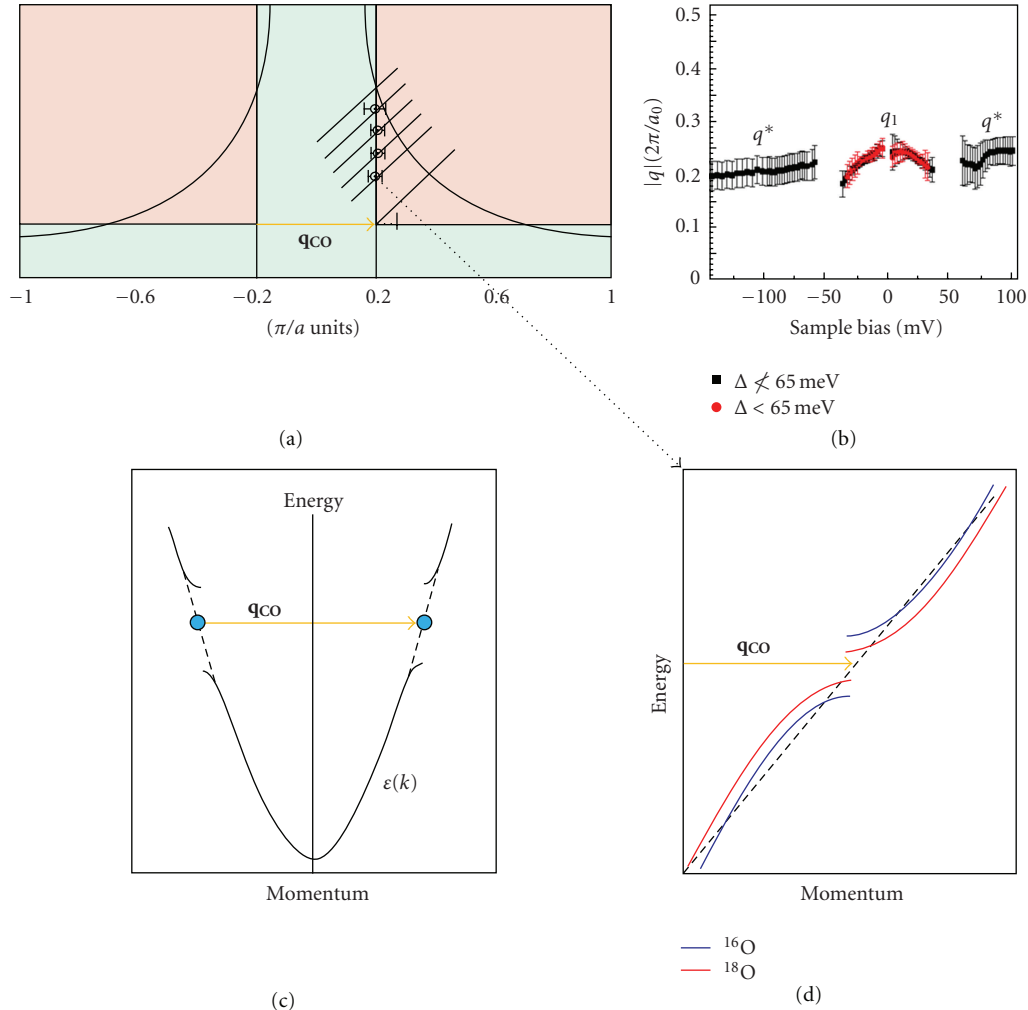 qCO
−1 −0.6 −0.2 0.2 0.6 1
(π/a units)
(a)
0.5
0.4
0.3
0.2
0.1
0
|q|(2π/a₀)
q* q₁ q*
−100 −50 0 50 100
Sample bias (mV)
Δ ≮ 65 meV
Δ < 65 meV
(b)
Energy
qCO
ε(k)
Momentum
(c)
Energy
qCO
Momentum
¹⁶O
¹⁸O
(d)